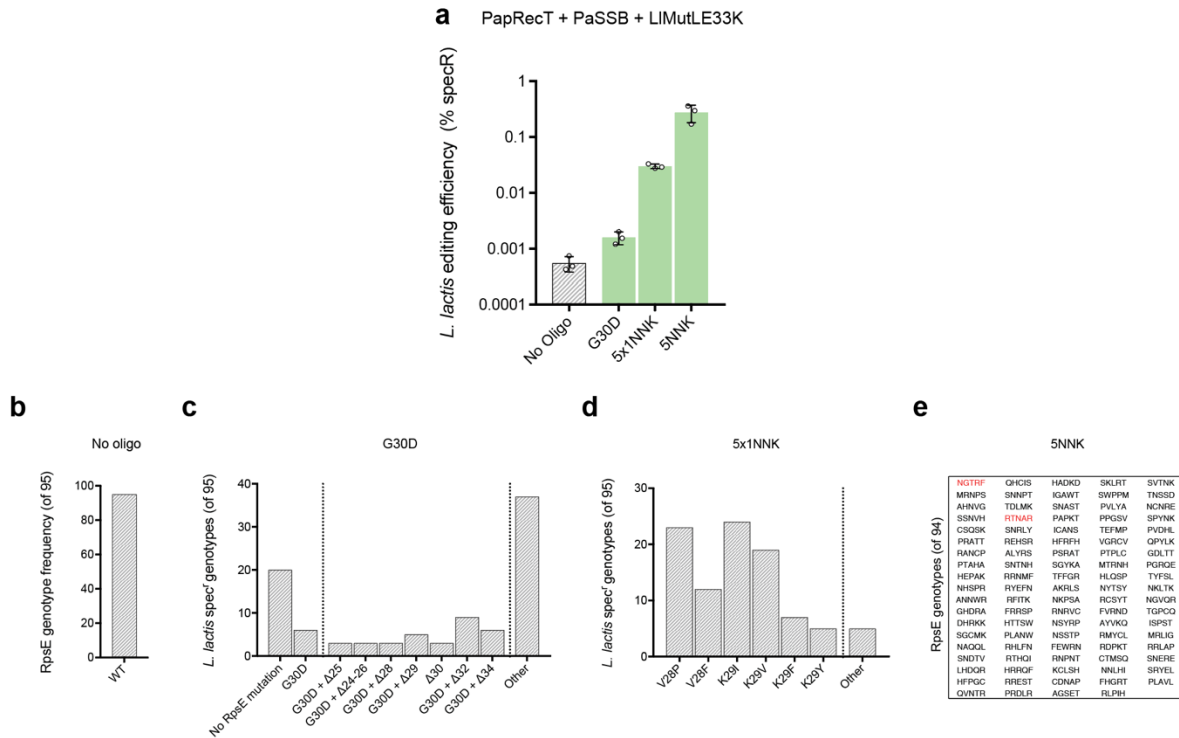 a PapRecT + PaSSB + LlMutLE33K
L. lactis editing efficiency (% specR)
1
0.1
0.01
0.001
0.0001
No Oligo
G30D
5x1NNK
5NNK
b
No oligo
RpsE genotype frequency (of 95)
100
80
60
40
20
0
WT
c
G30D
L. lactis specʳ genotypes (of 95)
40
30
20
10
0
No RpsE mutation
G30D
G30D + Δ25
G30D + Δ24-26
G30D + Δ28
G30D + Δ29
Δ30
G30D + Δ32
G30D + Δ34
Other
d
5x1NNK
L. lactis specʳ genotypes (of 95)
30
20
10
0
V28P
V28F
K29I
K29V
K29F
K29Y
Other
e
5NNK
RpsE genotypes (of 94)
NGTRF QHCIS HADKD SKLRT SVTNK
MRNPS SNNPT IGAWT SWPPM TNSSD
AHNVG TDLMK SNAST PVLYA NCNRE
SSNVH RTNAR PAPKT PPGSV SPYNK
CSQSK SNRLY ICANS TEFMP PVDHL
PRATT REHSR HFRFH VGRCV QPYLK
RANCP ALYRS PSRAT PTPLC GDLTT
PTAHA SNTNH SGYKA MTRNH PGRQE
HEPAK RRNMF TFFGR HLQSP TYFSL
NHSPR RYEFN AKRLS NYTSY NKLTK
ANNWR RFITK NKPSA RCSYT NGVQR
GHDRA FRRSP RNRVC FVRND TGPCQ
DHRKK HTTSW NSYRP AYVKQ ISPST
SGCMK PLANW NSSTP RMYCL MRLIG
NAQQL RHLFN FEWRN RDPKT RRLAP
SNDTV RTHQI RNPNT CTMSQ SNERE
LHDQR HRRQF KCLSH NNLHI SRYEL
HFPGC RREST CDNAP FHGRT PLAVL
QVNTR PRDLR AGSET RLPIH